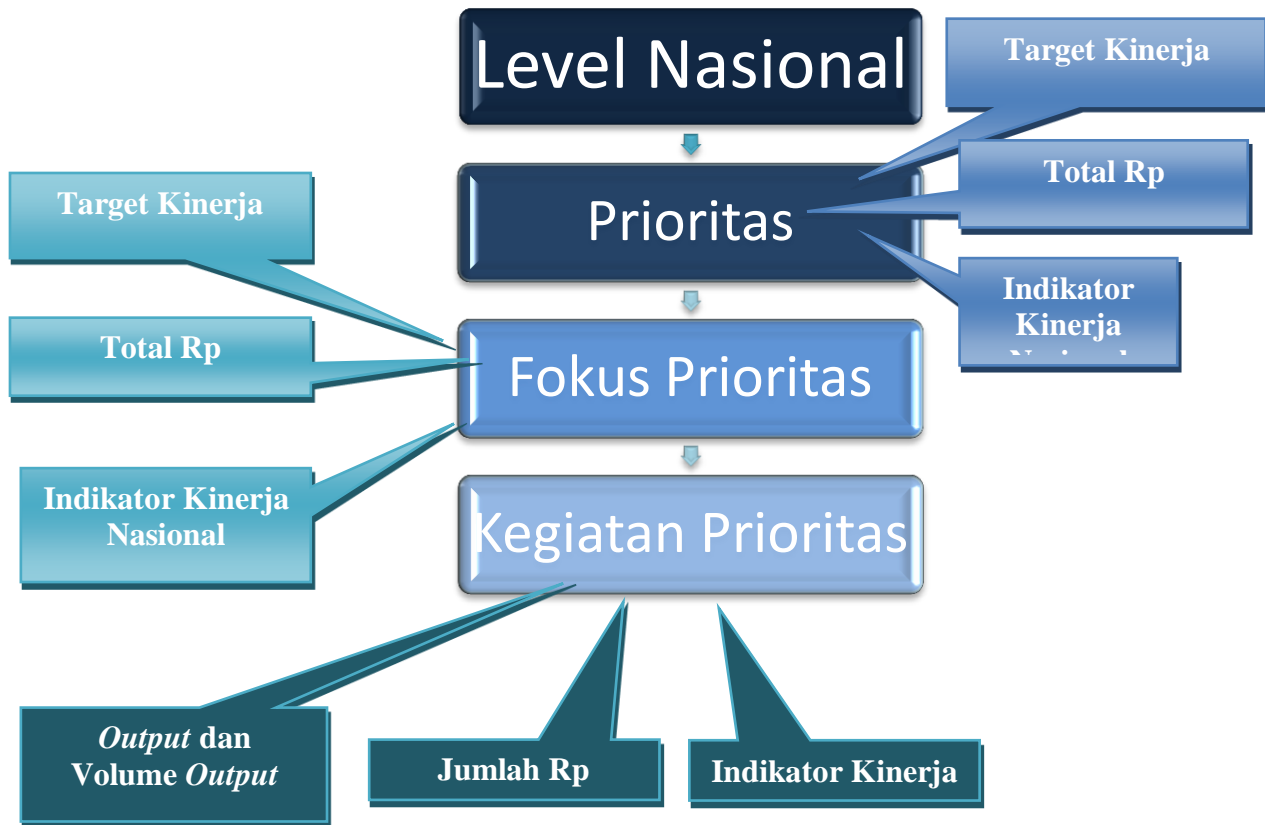 Level Nasional
Target Kinerja
Prioritas
Total Rp
Indikator
Kinerja
Target Kinerja
Total Rp
Fokus Prioritas
Indikator Kinerja
Nasional
Kegiatan Prioritas
Output dan
Volume Output
Jumlah Rp
Indikator Kinerja